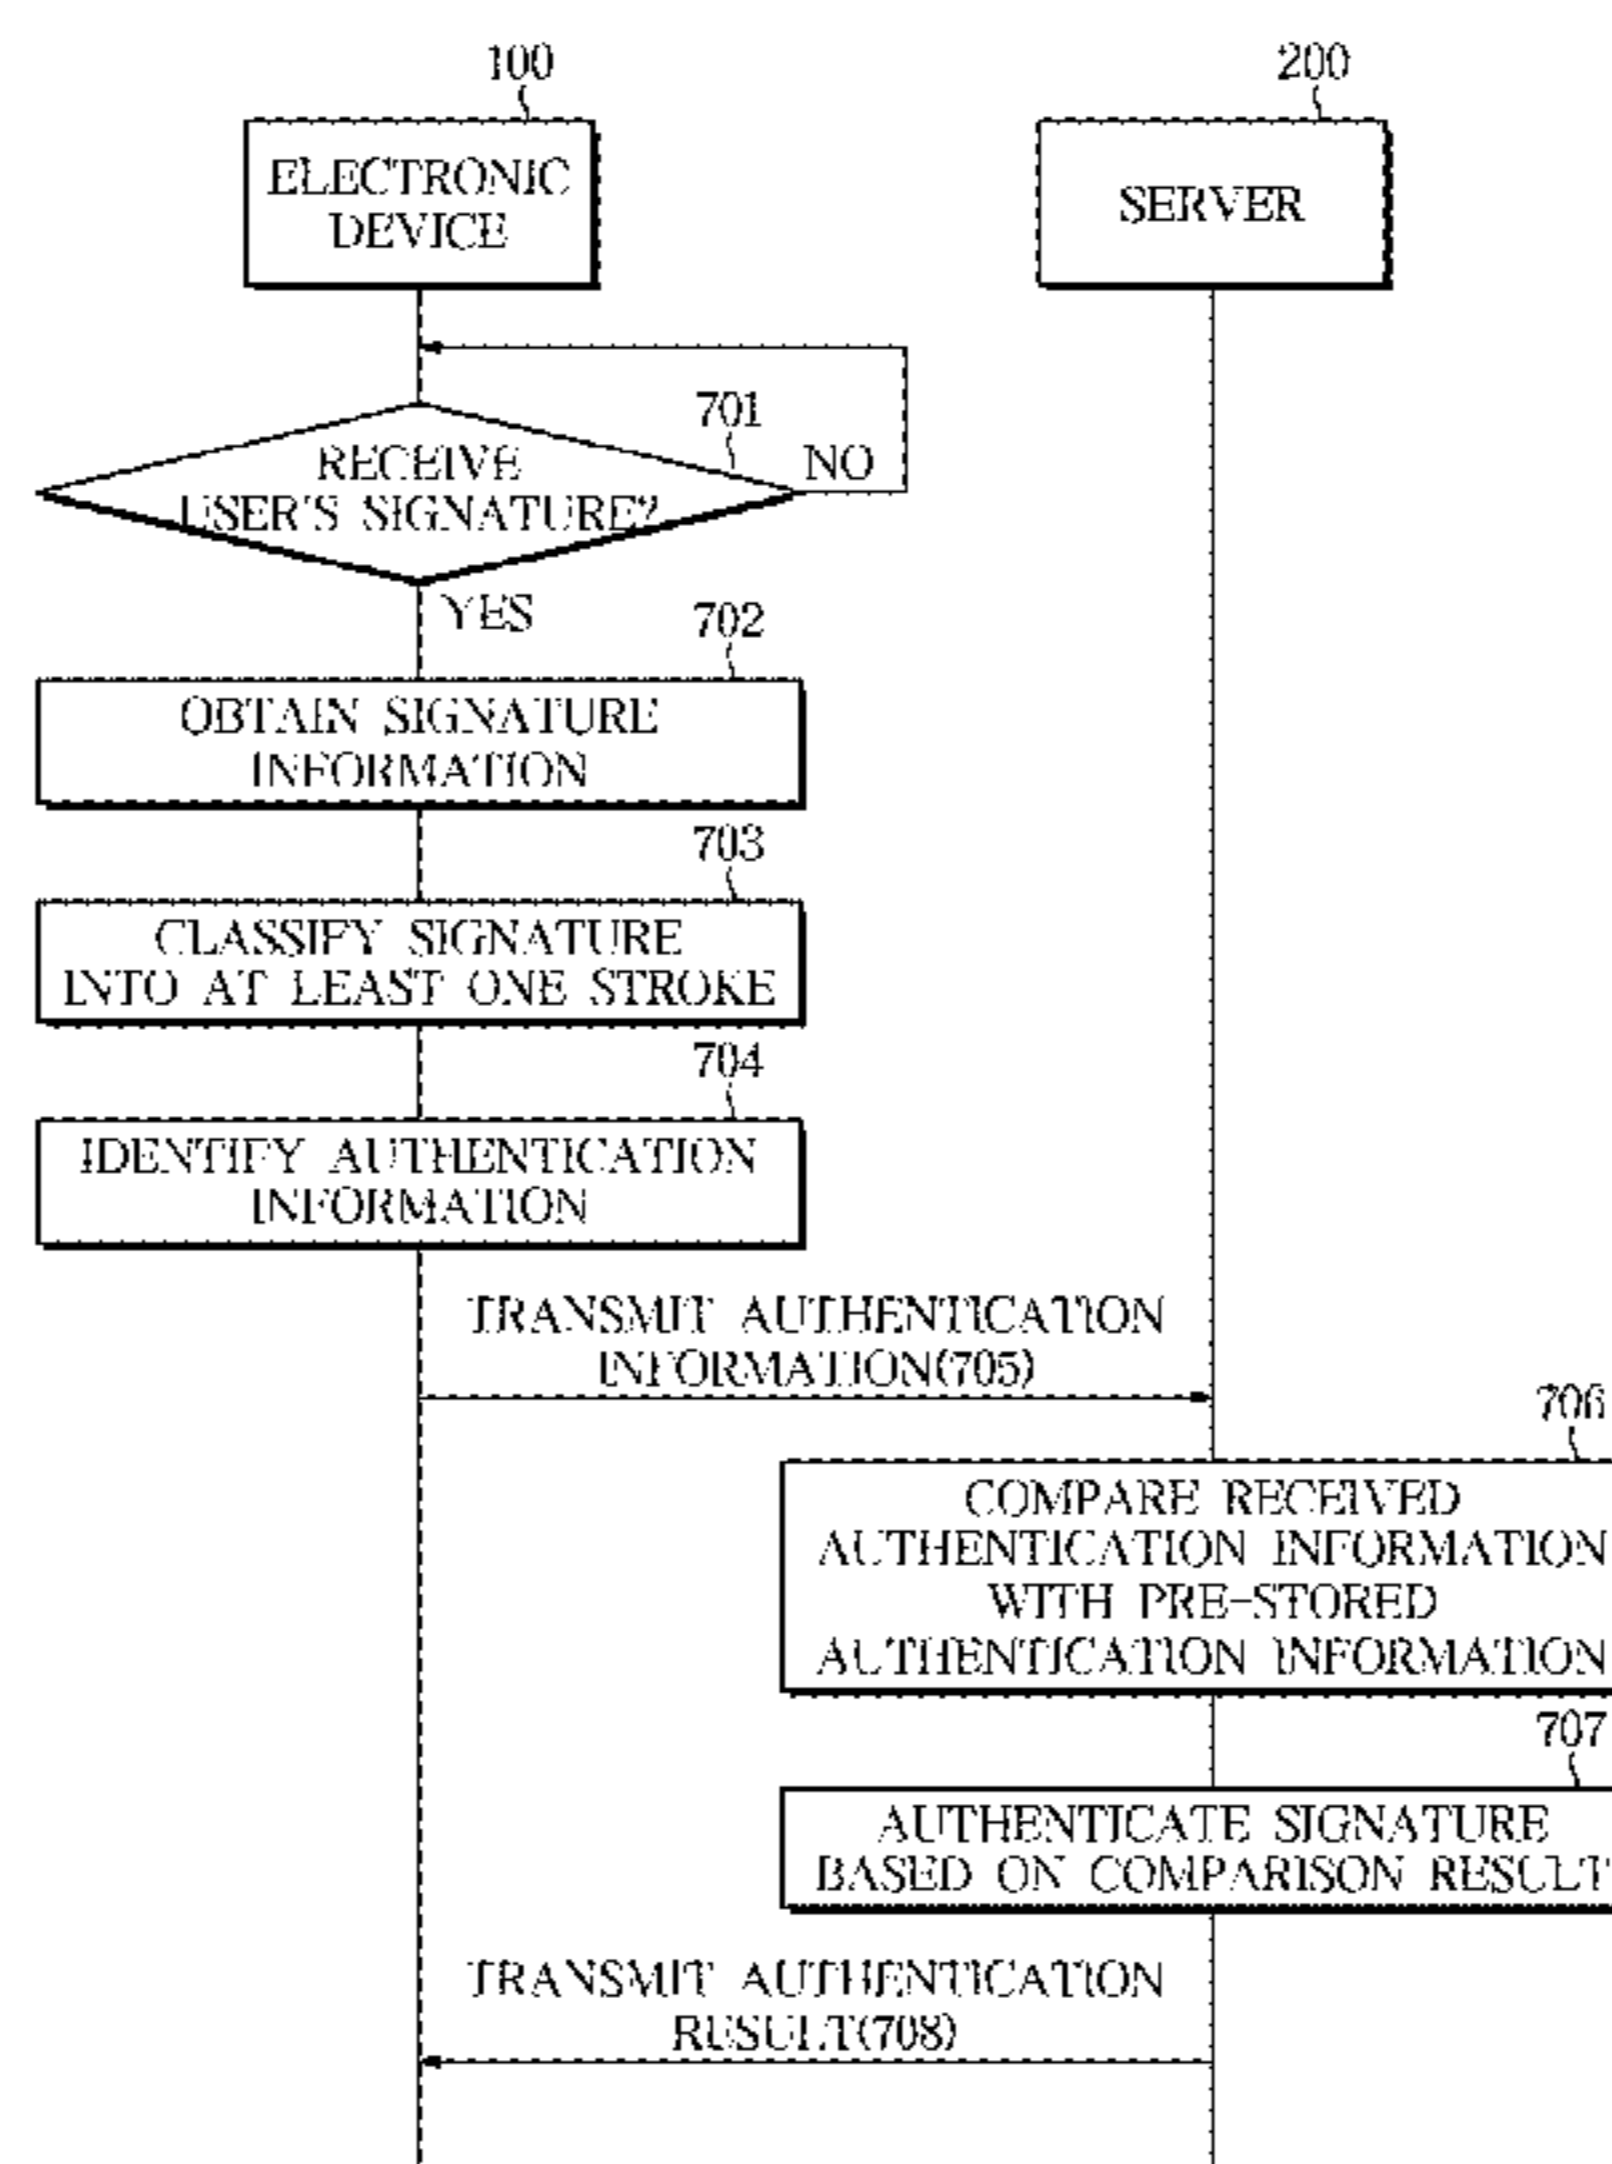 100
200
ELECTRONIC
DEVICE
SERVER
701
RECEIVE
USER'S SIGNATURE?
NO
YES
702
OBTAIN SIGNATURE
INFORMATION
703
CLASSIFY SIGNATURE
INTO AT LEAST ONE STROKE
704
IDENTIFY AUTHENTICATION
INFORMATION
TRANSMIT AUTHENTICATION
INFORMATION(705)
706
COMPARE RECEIVED
AUTHENTICATION INFORMATION
WITH PRE-STORED
AUTHENTICATION INFORMATION
707
AUTHENTICATE SIGNATURE
BASED ON COMPARISON RESULT
TRANSMIT AUTHENTICATION
RESULT(708)